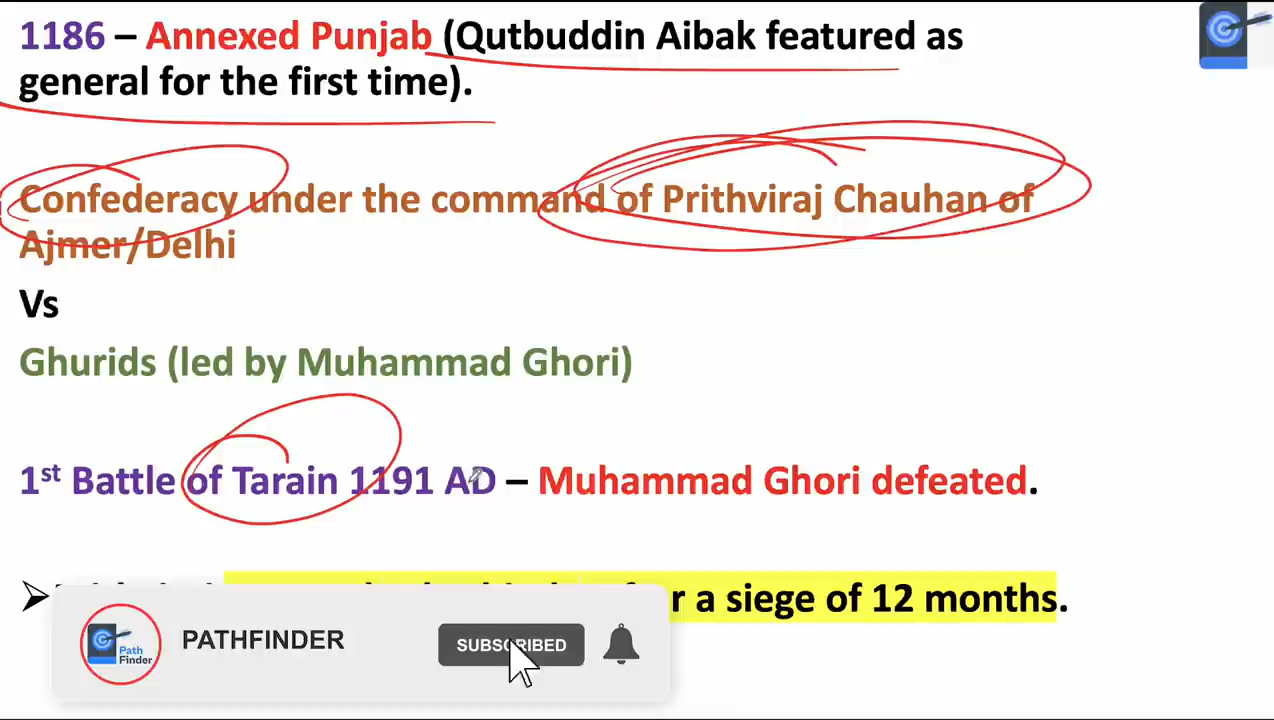 1186 – Annexed Punjab (Qutbuddin Aibak featured as
general for the first time).
Confederacy under the command of Prithviraj Chauhan of
Ajmer/Delhi
Vs
Ghurids (led by Muhammad Ghori)
1st Battle of Tarain 1191 AD – Muhammad Ghori defeated.
a siege of 12 months.
Path
Finder
PATHFINDER
SUBSCRIBED